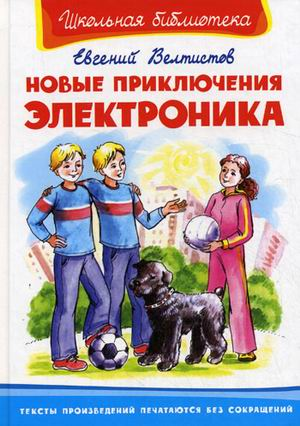 Школьная библиотека
Евгений Велтистов
НОВЫЕ ПРИКЛЮЧЕНИЯ
ЭЛЕКТРОНИКА
ТЕКСТЫ ПРОИЗВЕДЕНИЙ ПЕЧАТАЮТСЯ БЕЗ СОКРАЩЕНИЙ